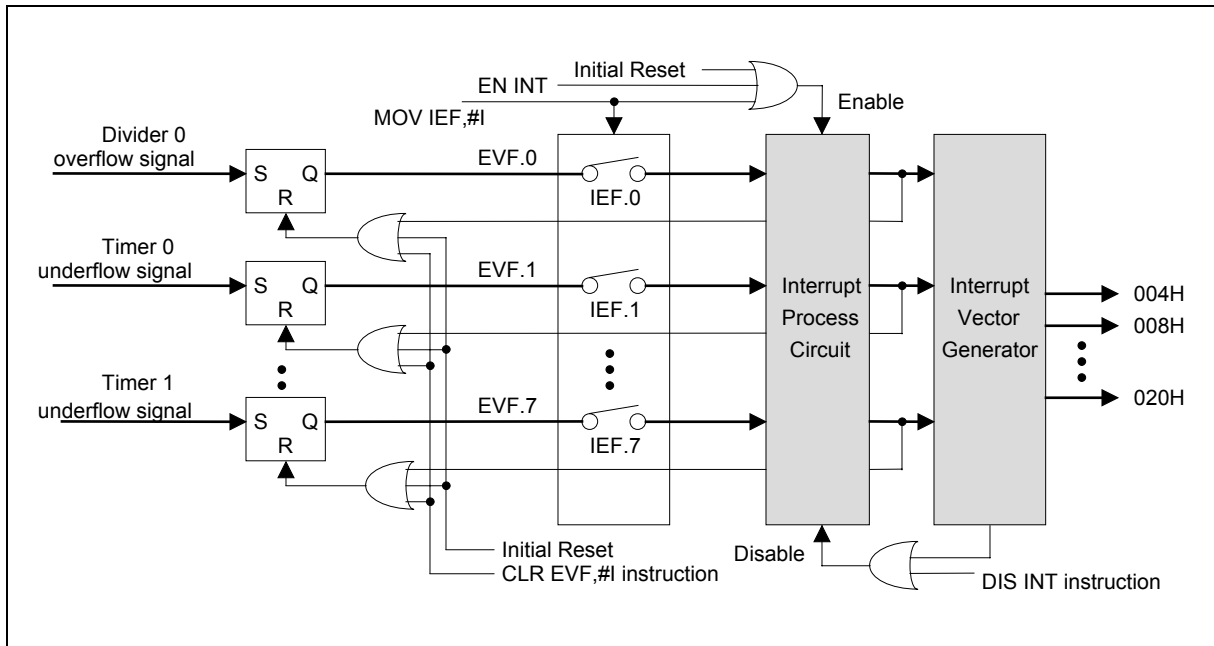 Initial Reset
EN INT
MOV IEF,#I
Enable
Divider 0
overflow signal
S Q
R
EVF.0
IEF.0
Timer 0
underflow signal
S Q
R
EVF.1
IEF.1
Interrupt
Process
Circuit
Interrupt
Vector
Generator
004H
008H
020H
Timer 1
underflow signal
S Q
R
EVF.7
IEF.7
Initial Reset
CLR EVF,#I instruction
Disable
DIS INT instruction